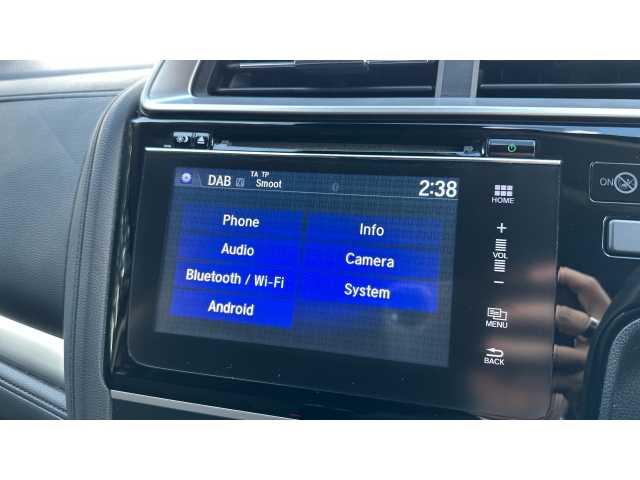 TA TP
DAB Smoot 2:38
Phone
Info
Audio
Camera
Bluetooth / Wi-Fi
System
Android
HOME
+
VOL
−
MENU
BACK
ON